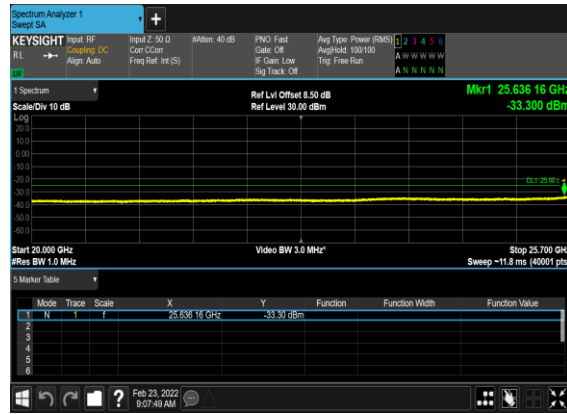 Spectrum Analyzer 1
Swept SA
+
KEYSIGHT Input: RF Input Z: 50 Ω #Atten: 40 dB PNO: Fast Avg Type: Power (RMS) 1 2 3 4 5 6
RL Coupling: DC Corr CCorr Gate: Off Avg|Hold: 100/100 A W W W W W
Align: Auto Freq Ref: Int (S) IF Gain: Low Trig: Free Run
Sig Track: Off A N N N N N
1 Spectrum Ref Lvl Offset 8.50 dB Mkr1 25.636 16 GHz
Scale/Div 10 dB Ref Level 30.00 dBm -33.300 dBm
Log
20.0
10.0
0.00
-10.0
-20.0
DL1 -25.00
-30.0
-40.0
-50.0
-60.0
Start 20.000 GHz Video BW 3.0 MHz* Stop 25.700 GHz
#Res BW 1.0 MHz Sweep ~11.8 ms (40001 pts
5 Marker Table
Mode Trace Scale X Y Function Function Width Function Value
1 N 1 f 25.636 16 GHz -33.30 dBm
2
3
4
5
6
? Feb 23, 2022
9:07:49 AM